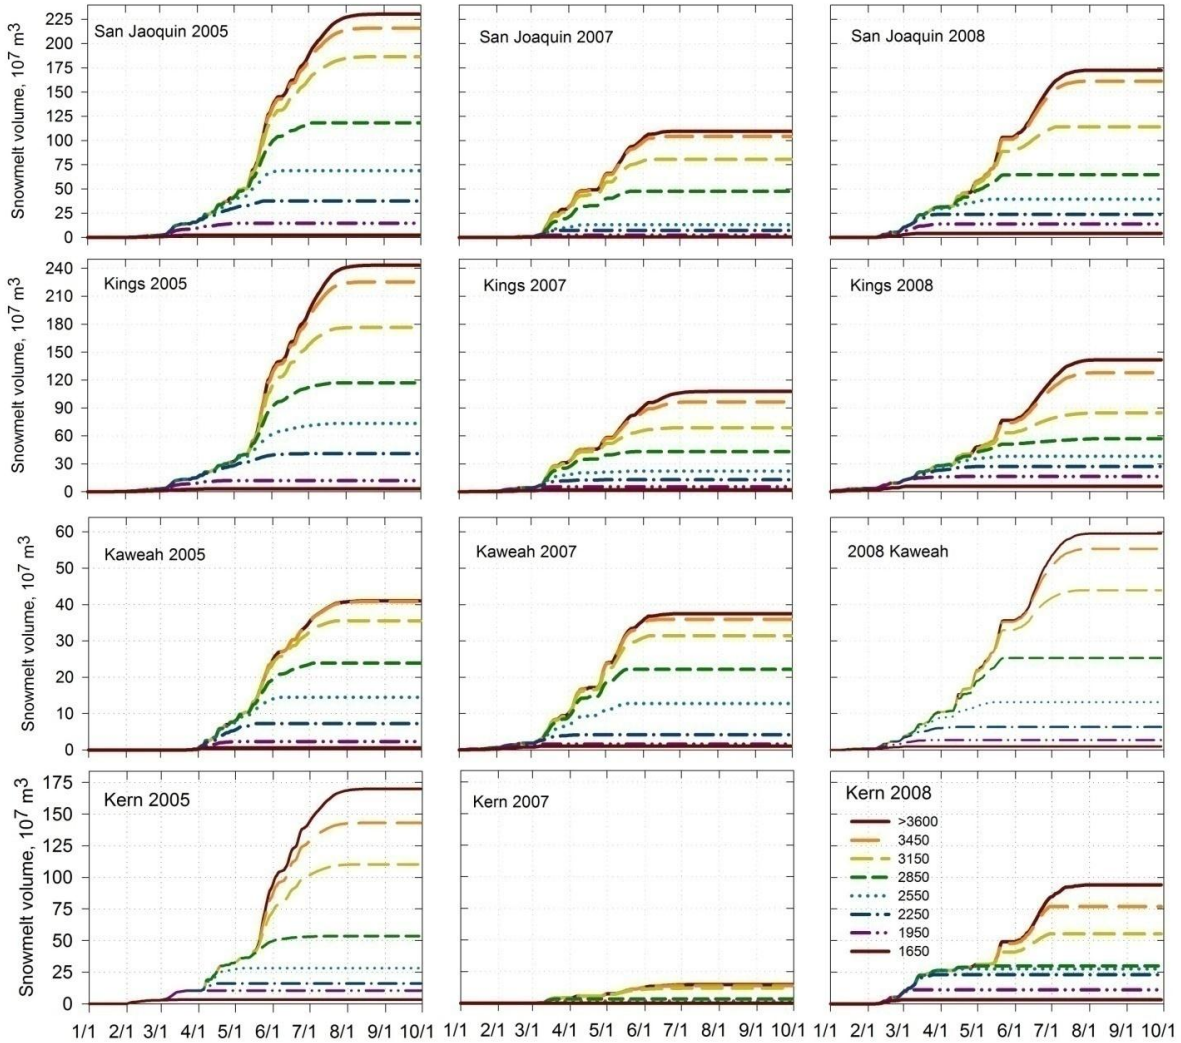 San Jaoquin 2005
San Joaquin 2007
San Joaquin 2008
Snowmelt volume, 10⁷ m³
225
200
175
150
125
100
75
50
25
0
Kings 2005
Kings 2007
Kings 2008
Snowmelt volume, 10⁷ m³
240
210
180
150
120
90
60
30
0
Kaweah 2005
Kaweah 2007
2008 Kaweah
Snowmelt volume, 10⁷ m³
60
50
40
30
20
10
0
Kern 2005
Kern 2007
Kern 2008
Snowmelt volume, 10⁷ m³
175
150
125
100
75
50
25
0
>3600
3450
3150
2850
2550
2250
1950
1650
1/1 2/1 3/1 4/1 5/1 6/1 7/1 8/1 9/1 10/1
1/1 2/1 3/1 4/1 5/1 6/1 7/1 8/1 9/1 10/1
1/1 2/1 3/1 4/1 5/1 6/1 7/1 8/1 9/1 10/1